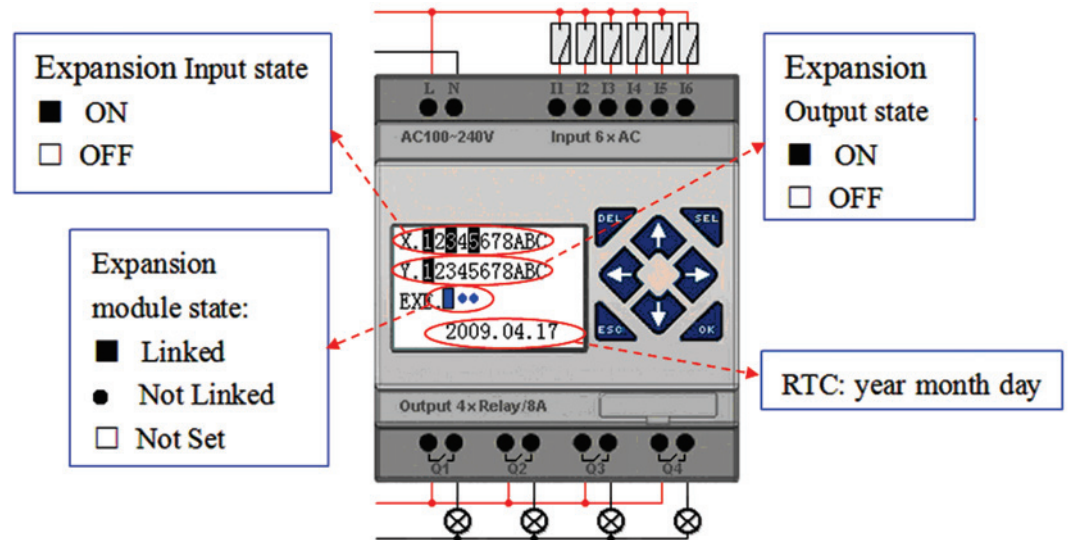 Expansion Input state
■ ON
□ OFF
Expansion
module state:
■ Linked
● Not Linked
□ Not Set
L N I1 I2 I3 I4 I5 I6
AC100~240V Input 6×AC
X.12345678ABC
Y.12345678ABC
EXE.
2009.04.17
DEL SEL
ESC OK
Output 4×Relay/8A
Q1 Q2 Q3 Q4
Expansion
Output state
■ ON
□ OFF
RTC: year month day